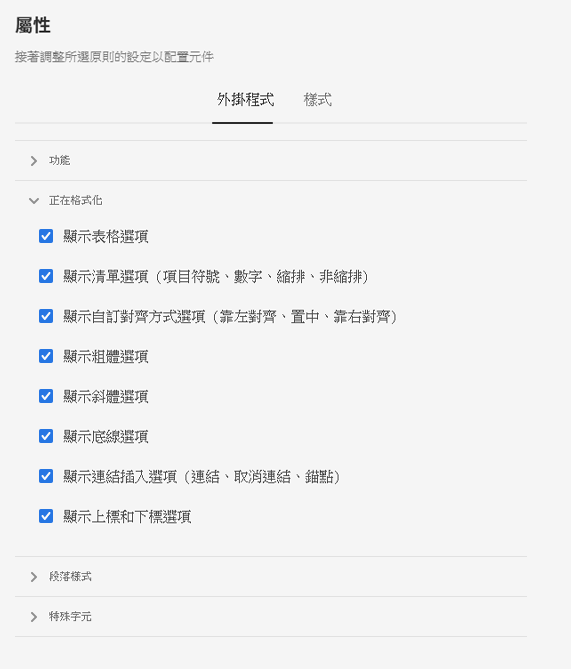 屬性
接著調整所選原則的設定以配置元件
外掛程式 樣式
功能
正在格式化
顯示表格選項
顯示清單選項（項目符號、數字、縮排、非縮排）
顯示自訂對齊方式選項（靠左對齊、置中、靠右對齊）
顯示粗體選項
顯示斜體選項
顯示底線選項
顯示連結插入選項（連結、取消連結、錨點）
顯示上標和下標選項
段落樣式
特殊字元